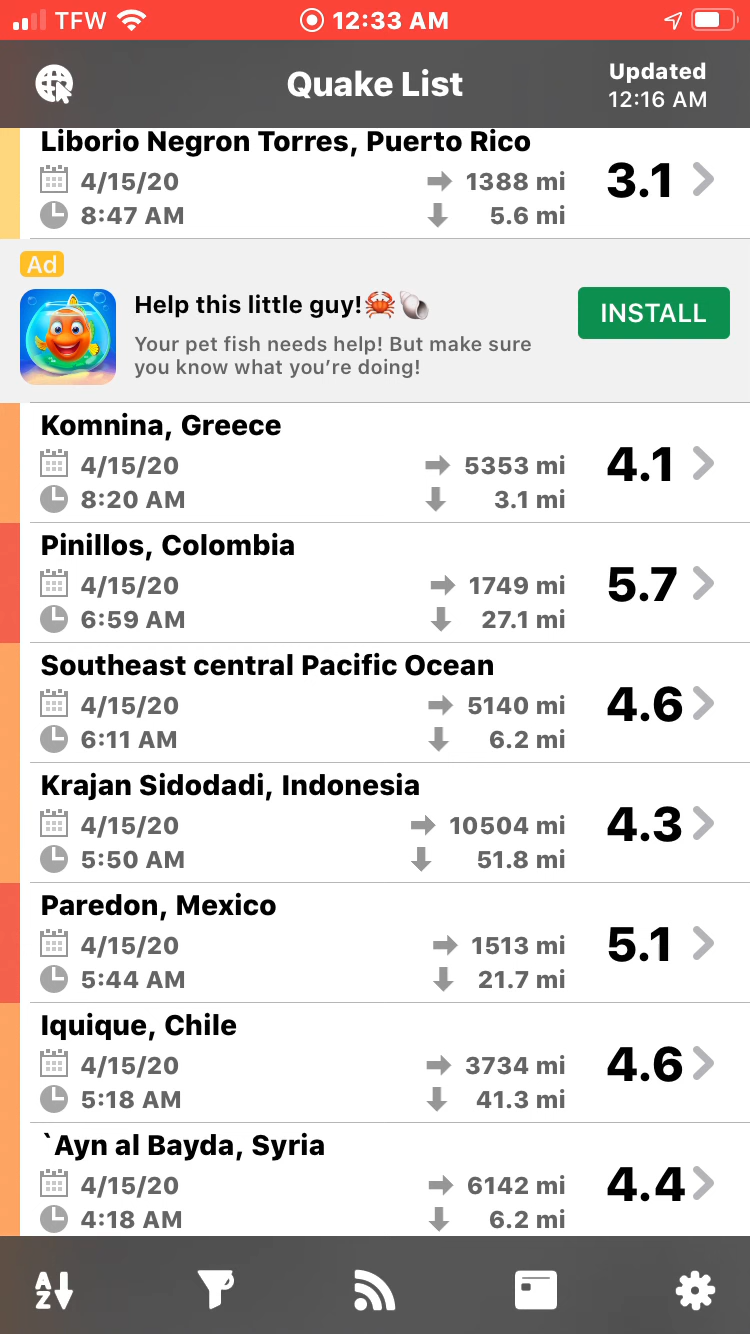 TFW 12:33 AM
Quake List
Updated
12:16 AM
Liborio Negron Torres, Puerto Rico
4/15/20 1388 mi 3.1
8:47 AM 5.6 mi
Ad
Help this little guy!🦀🐚
INSTALL
Your pet fish needs help! But make sure
you know what you're doing!
Komnina, Greece
4/15/20 5353 mi 4.1
8:20 AM 3.1 mi
Pinillos, Colombia
4/15/20 1749 mi 5.7
6:59 AM 27.1 mi
Southeast central Pacific Ocean
4/15/20 5140 mi 4.6
6:11 AM 6.2 mi
Krajan Sidodadi, Indonesia
4/15/20 10504 mi 4.3
5:50 AM 51.8 mi
Paredon, Mexico
4/15/20 1513 mi 5.1
5:44 AM 21.7 mi
Iquique, Chile
4/15/20 3734 mi 4.6
5:18 AM 41.3 mi
`Ayn al Bayda, Syria
4/15/20 6142 mi 4.4
4:18 AM 6.2 mi
A
Z